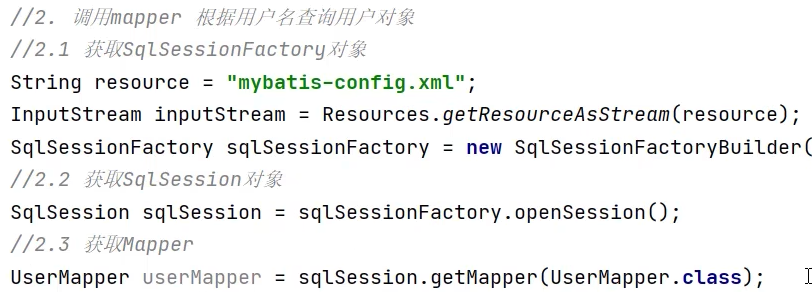 //2. 调用mapper 根据用户名查询用户对象
//2.1 获取SqlSessionFactory对象
String resource = "mybatis-config.xml";
InputStream inputStream = Resources.getResourceAsStream(resource);
SqlSessionFactory sqlSessionFactory = new SqlSessionFactoryBuilder(
//2.2 获取SqlSession对象
SqlSession sqlSession = sqlSessionFactory.openSession();
//2.3 获取Mapper
UserMapper userMapper = sqlSession.getMapper(UserMapper.class);